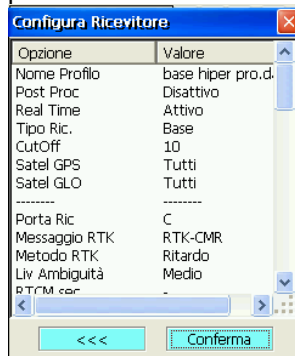 Configura Ricevitore
Opzione Valore
Nome Profilo base hiper pro.d
Post Proc Disattivo
Real Time Attivo
Tipo Ric. Base
CutOff 10
Satel GPS Tutti
Satel GLO Tutti
-------- --------
Porta Ric C
Messaggio RTK RTK-CMR
Metodo RTK Ritardo
Liv Ambiguità Medio
RTCM sec -
<<< Conferma